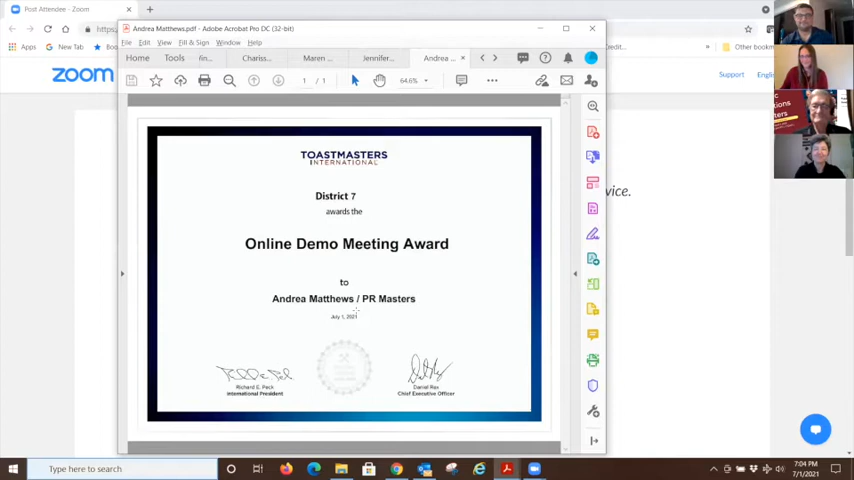 Post Attendee - Zoom
Andrea Matthews.pdf - Adobe Acrobat Pro DC (32-bit)
https:/
File Edit View Fill & Sign Window Help
Apps
New Tab
Home Tools Chariss... Maren ... Jennifer... Andrea ...
redit...
Other bookm
zoom
Support
1 / 1
64.6%
TOASTMASTERS
INTERNATIONAL
District 7
awards the
vice.
Online Demo Meeting Award
to
Andrea Matthews / PR Masters
July 1, 2021
Richard E. Peck
International President
Daniel Rex
Chief Executive Officer
Type here to search
7:04 PM
7/1/2021